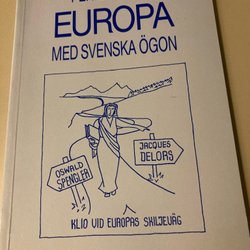 EUROPA
MED SVENSKA ÖGON
JACQUES
DELORS
OSWALD
SPENGLER
KLIO VID EUROPAS SKILJEVÄG